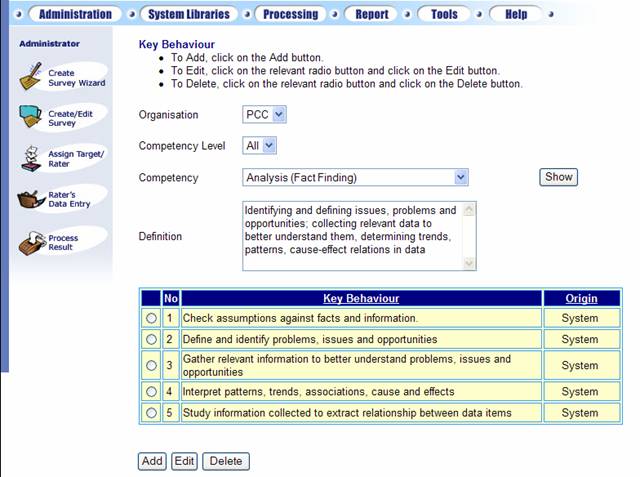 Administration System Libraries Processing Report Tools Help
Administrator
Create
Survey Wizard
Create/Edit
Survey
Assign Target/
Rater
Rater's
Data Entry
Process
Result
Key Behaviour
To Add, click on the Add button.
To Edit, click on the relevant radio button and click on the Edit button.
To Delete, click on the relevant radio button and click on the Delete button.
Organisation PCC
Competency Level All
Competency Analysis (Fact Finding) Show
Definition
Identifying and defining issues, problems and
opportunities; collecting relevant data to
better understand them, determining trends,
patterns, cause-effect relations in data
No Key Behaviour Origin
1 Check assumptions against facts and information. System
2 Define and identify problems, issues and opportunities System
3 Gather relevant information to better understand problems, issues and
opportunities System
4 Interpret patterns, trends, associations, cause and effects System
5 Study information collected to extract relationship between data items System
Add Edit Delete